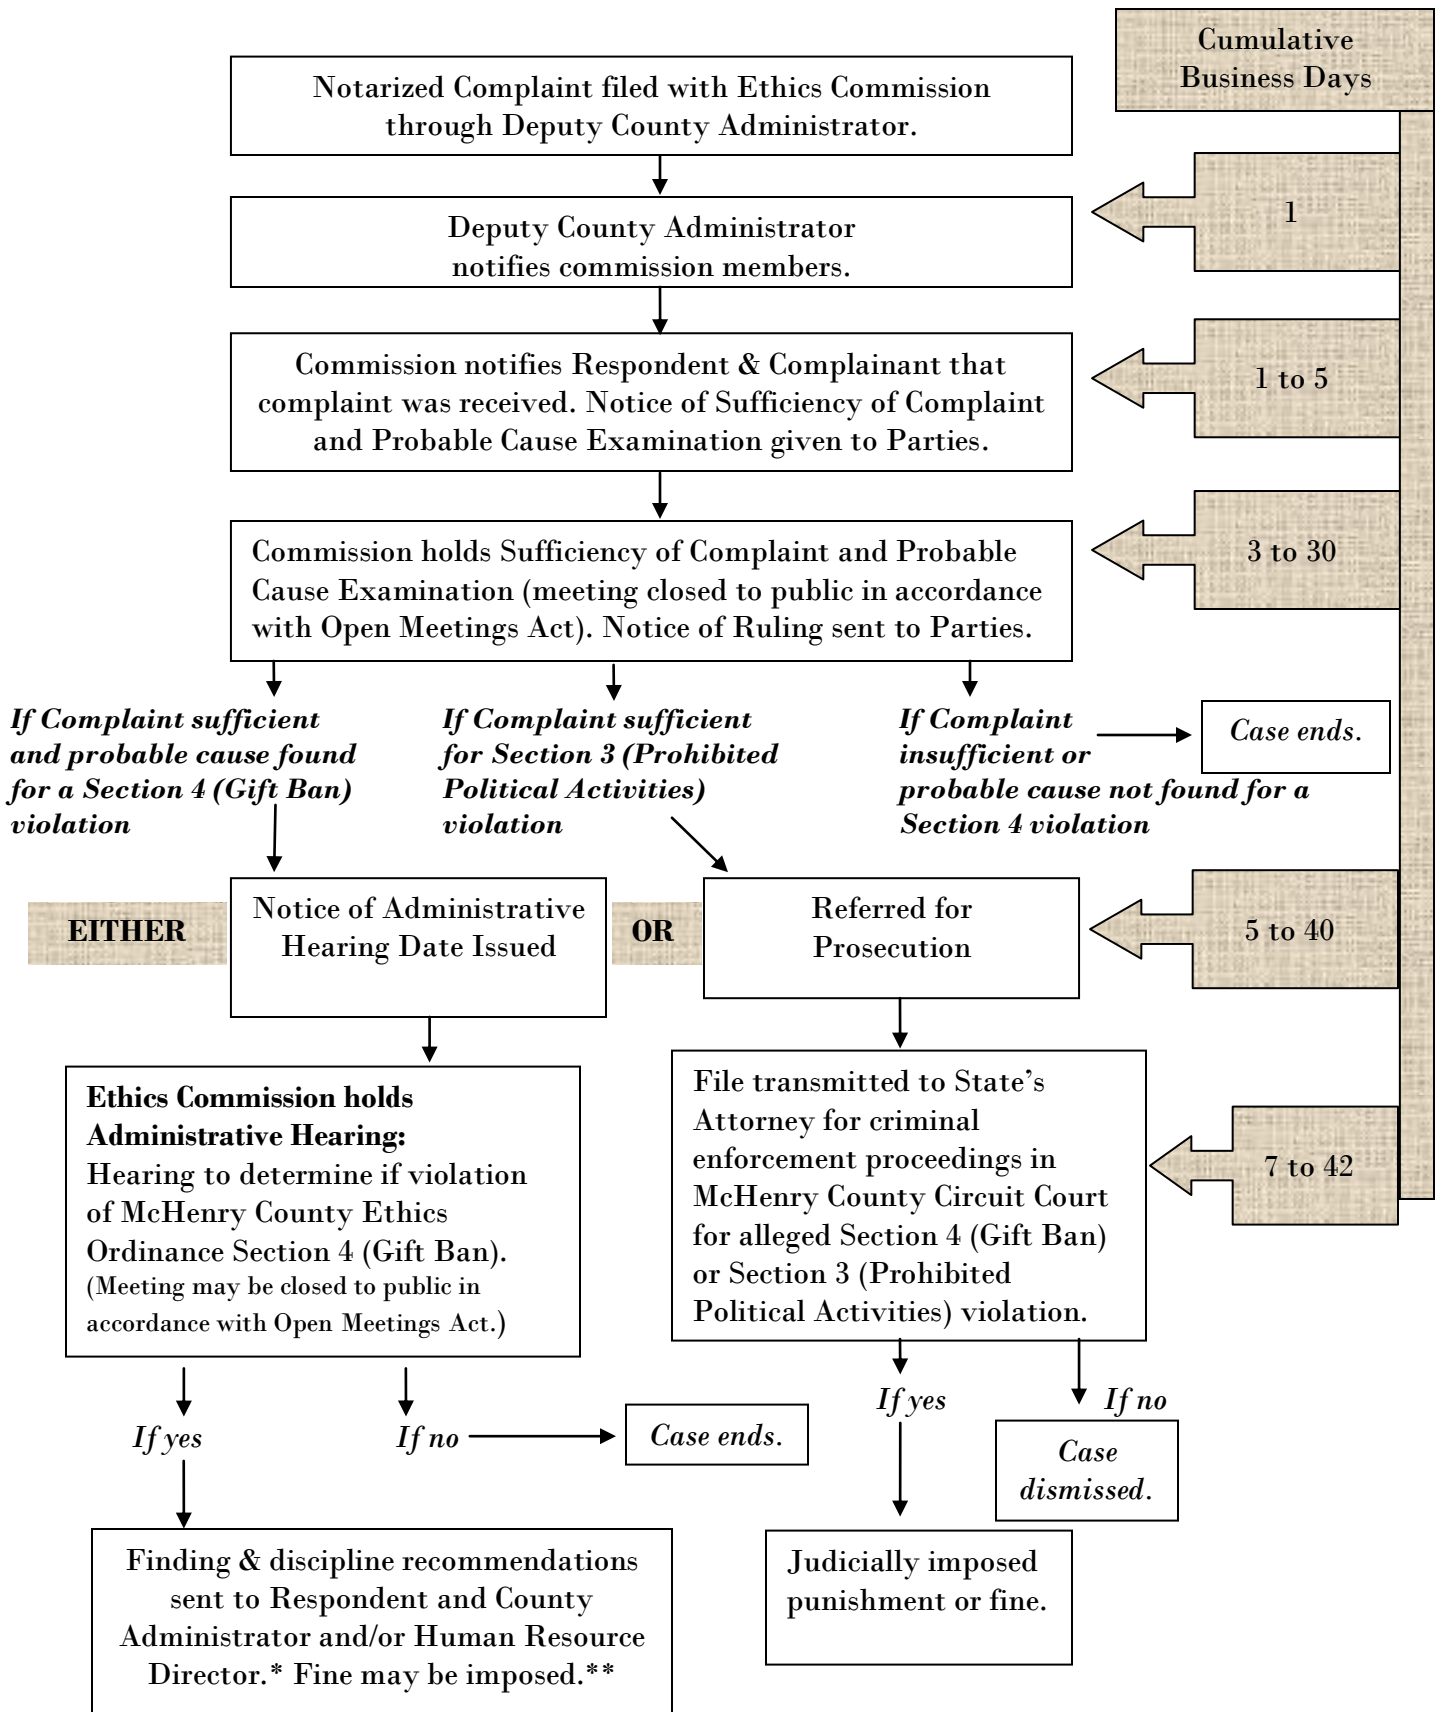 Cumulative
Business Days
Notarized Complaint filed with Ethics Commission
through Deputy County Administrator.
1
Deputy County Administrator
notifies commission members.
1 to 5
Commission notifies Respondent & Complainant that
complaint was received. Notice of Sufficiency of Complaint
and Probable Cause Examination given to Parties.
3 to 30
Commission holds Sufficiency of Complaint and Probable
Cause Examination (meeting closed to public in accordance
with Open Meetings Act). Notice of Ruling sent to Parties.
If Complaint sufficient
and probable cause found
for a Section 4 (Gift Ban)
violation
If Complaint sufficient
for Section 3 (Prohibited
Political Activities)
violation
If Complaint
insufficient or
probable cause not found for a
Section 4 violation
Case ends.
EITHER
Notice of Administrative
Hearing Date Issued
OR
Referred for
Prosecution
5 to 40
Ethics Commission holds
Administrative Hearing:
Hearing to determine if violation
of McHenry County Ethics
Ordinance Section 4 (Gift Ban).
(Meeting may be closed to public in
accordance with Open Meetings Act.)
File transmitted to State’s
Attorney for criminal
enforcement proceedings in
McHenry County Circuit Court
for alleged Section 4 (Gift Ban)
or Section 3 (Prohibited
Political Activities) violation.
7 to 42
If yes
If no
Case ends.
If yes
If no
Case
dismissed.
Finding & discipline recommendations
sent to Respondent and County
Administrator and/or Human Resource
Director.* Fine may be imposed.**
Judicially imposed
punishment or fine.